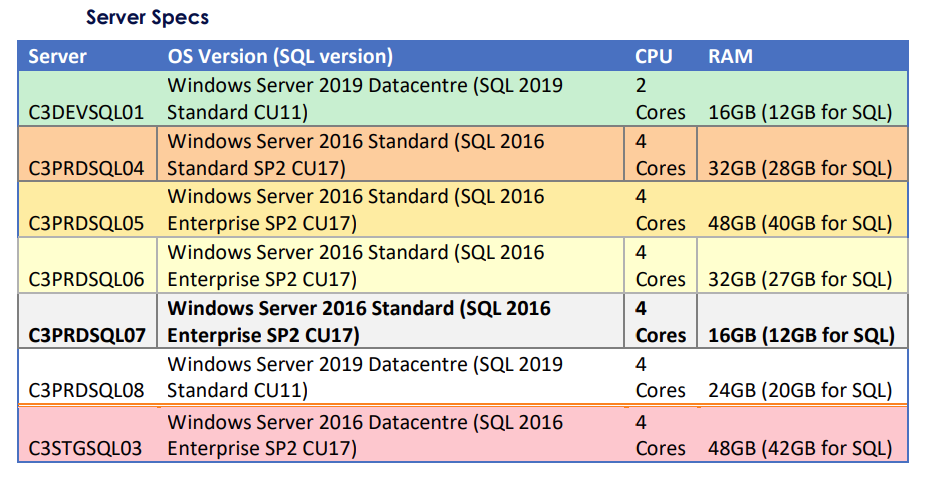 Server Specs
Server OS Version (SQL version) CPU RAM
Windows Server 2019 Datacentre (SQL 2019 2
C3DEVSQL01 Standard CU11) Cores 16GB (12GB for SQL)
Windows Server 2016 Standard (SQL 2016 4
C3PRDSQL04 Standard SP2 CU17) Cores 32GB (28GB for SQL)
Windows Server 2016 Standard (SQL 2016 4
C3PRDSQL05 Enterprise SP2 CU17) Cores 48GB (40GB for SQL)
Windows Server 2016 Standard (SQL 2016 4
C3PRDSQL06 Enterprise SP2 CU17) Cores 32GB (27GB for SQL)
Windows Server 2016 Standard (SQL 2016 4
C3PRDSQL07 Enterprise SP2 CU17) Cores 16GB (12GB for SQL)
Windows Server 2019 Datacentre (SQL 2019 4
C3PRDSQL08 Standard CU11) Cores 24GB (20GB for SQL)
Windows Server 2016 Datacentre (SQL 2016 4
C3STGSQL03 Enterprise SP2 CU17) Cores 48GB (42GB for SQL)